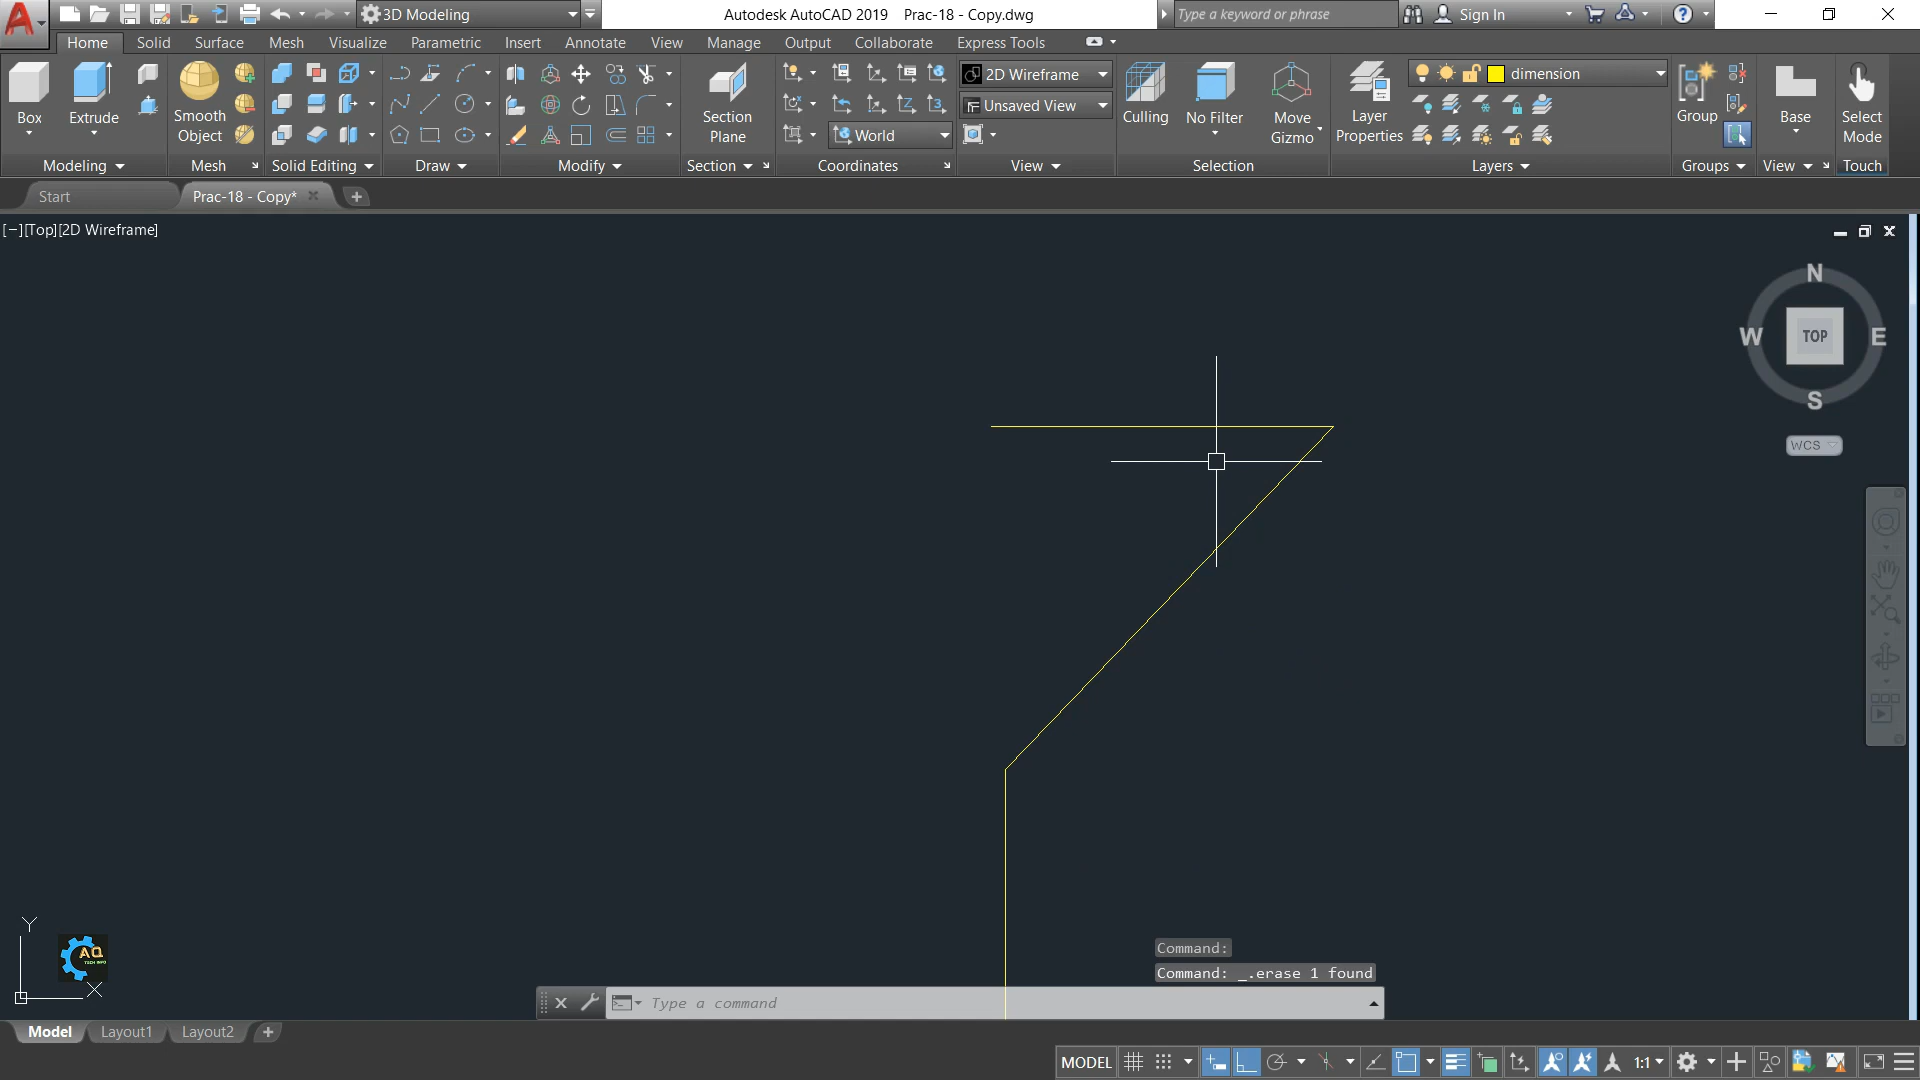 3D Modeling
Autodesk AutoCAD 2019 Prac-18 - Copy.dwg
Type a keyword or phrase
Sign In
Home Solid Surface Mesh Visualize Parametric Insert Annotate View Manage Output Collaborate Express Tools
Box
Extrude
Smooth
Object
Section
Plane
World
2D Wireframe
Unsaved View
Culling
No Filter
Move
Gizmo
Layer
Properties
dimension
Group
Base
Select
Mode
Modeling Mesh Solid Editing Draw Modify Section Coordinates View Selection Layers Groups View Touch
Start
Prac-18 - Copy*
[−][Top][2D Wireframe]
N
W
TOP
E
S
WCS
Y
AQ
TECH INFO
X
Command:
Command: _.erase 1 found
Type a command
Model Layout1 Layout2
MODEL
1:1